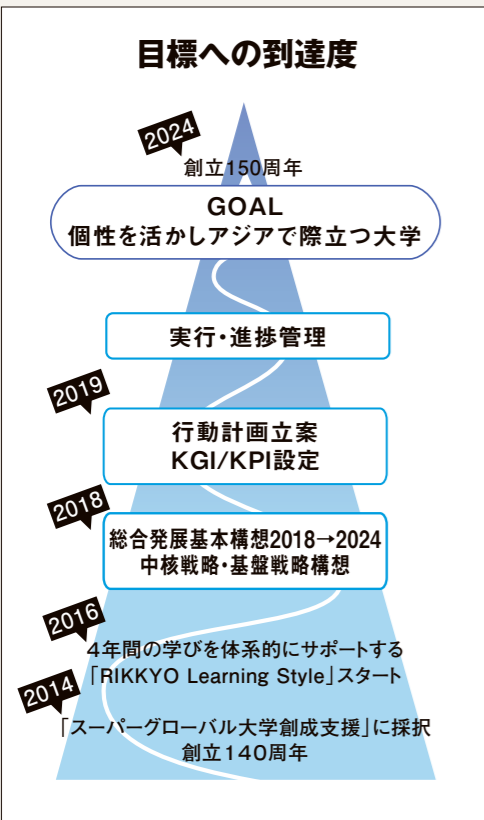 目標への到達度
2024
創立150周年
GOAL
個性を活かしアジアで際立つ大学
実行・進捗管理
2019
行動計画立案
KGI/KPI設定
2018
総合発展基本構想2018→2024
中核戦略・基盤戦略構想
2016
4年間の学びを体系的にサポートする
「RIKKYO Learning Style」スタート
2014
「スーパーグローバル大学創成支援」に採択
創立140周年